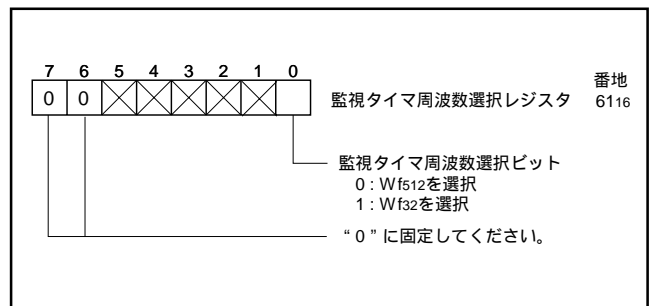 7 6 5 4 3 2 1 0
0 0 監視タイマ周波数選択レジスタ
番地
6116
監視タイマ周波数選択ビット
0 : Wf512を選択
1 : Wf32を選択
“ 0 ” に固定してください。